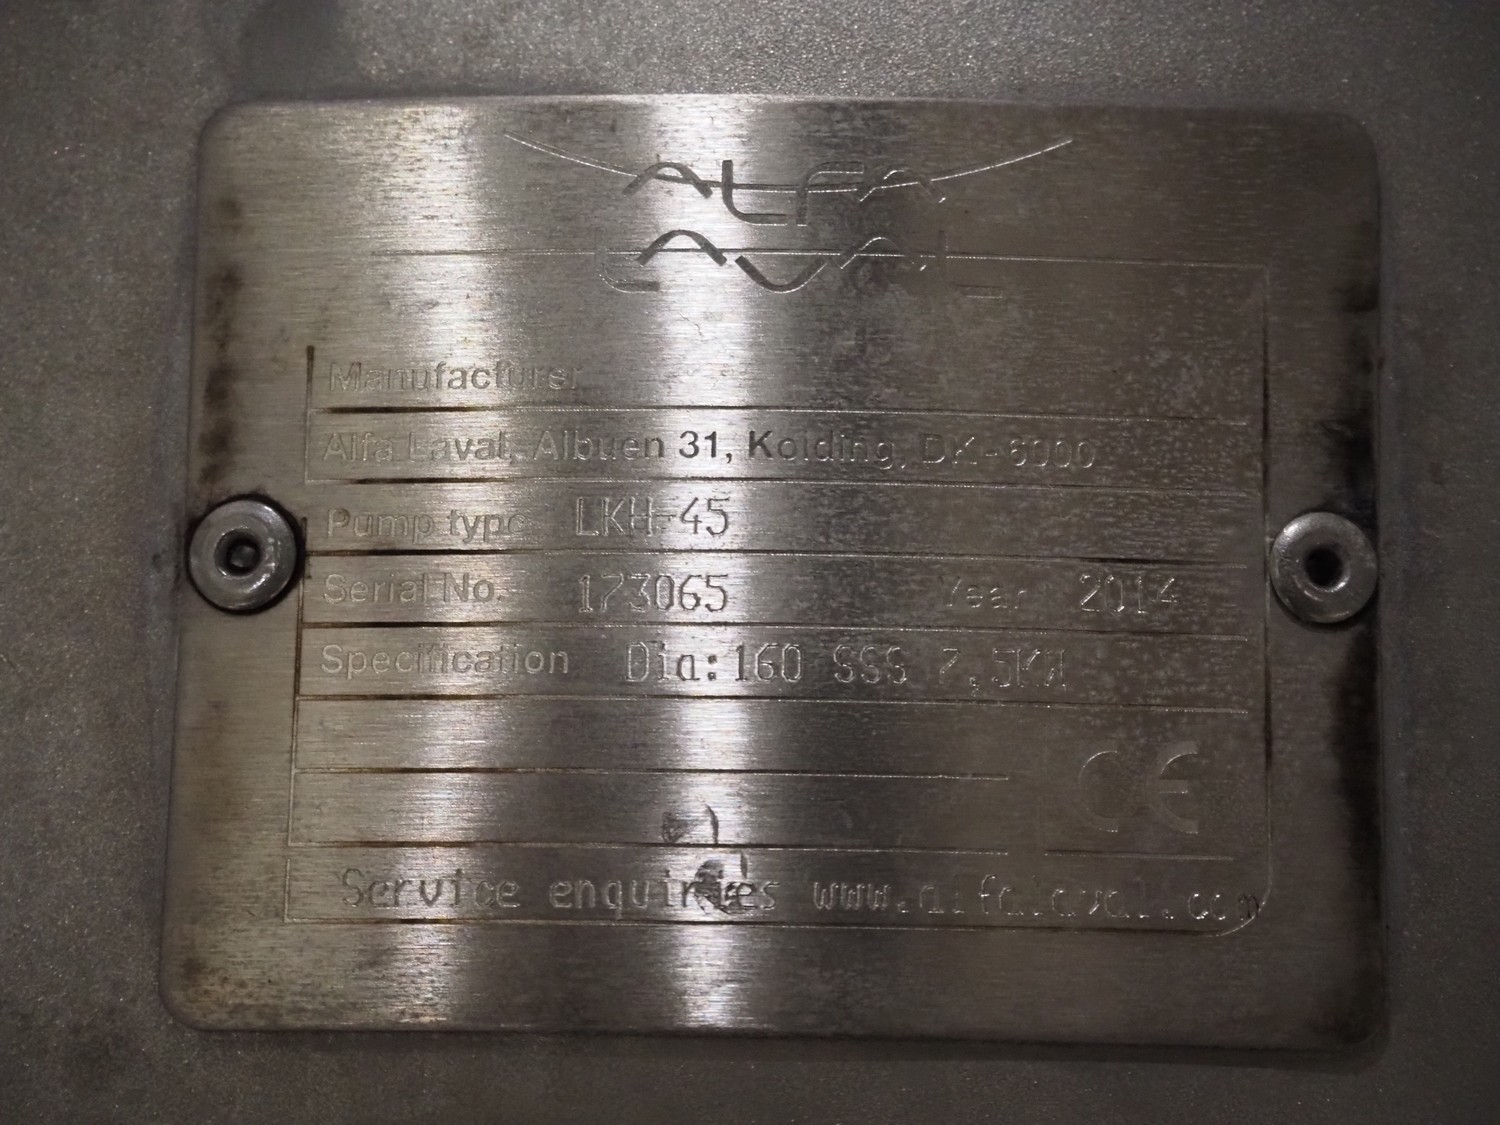 ALFA
LAVAL
Manufacturer
Alfa Laval, Albuen 31, Kolding, DK-6000
Pump type LKH-45
Serial No. 173065 Year 2014
Specification Dia:160 SSS 7,5KW
CE
Service enquiries www.alfalaval.com